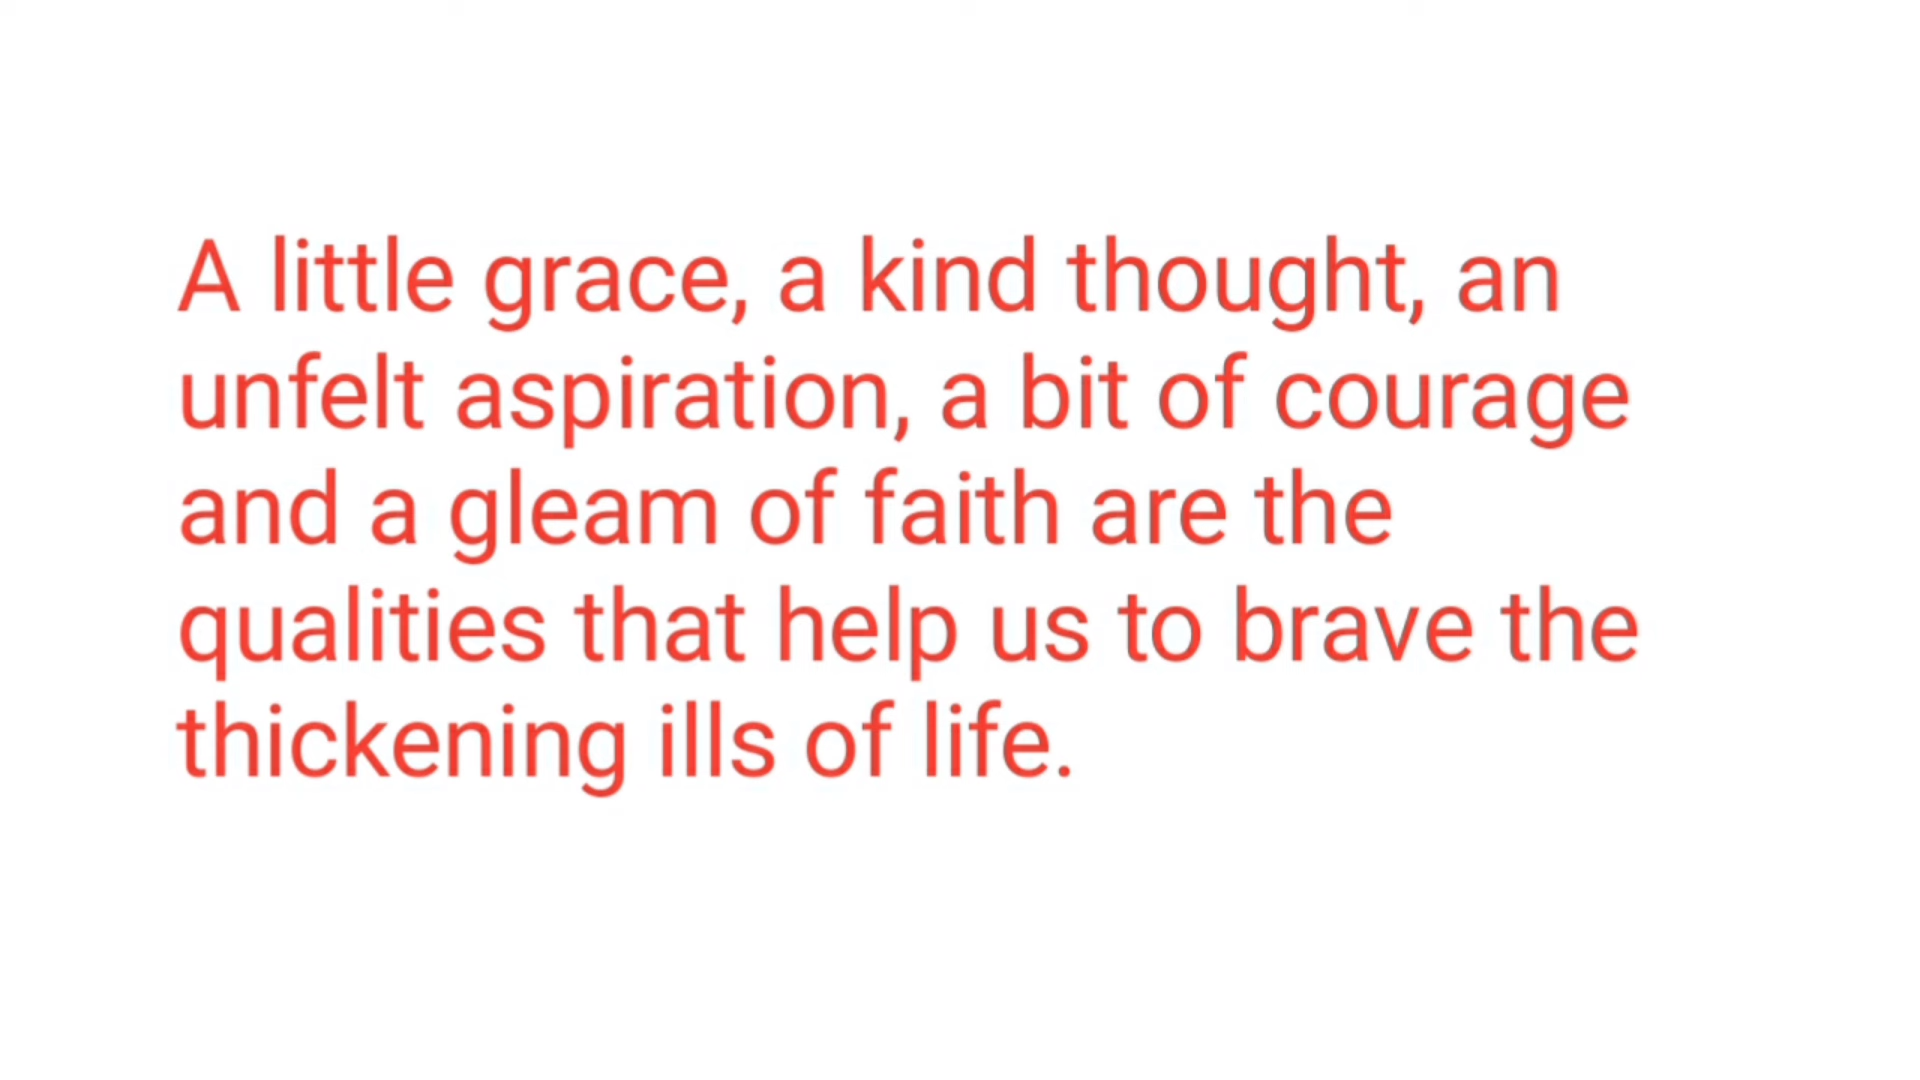 A little grace, a kind thought, an
unfelt aspiration, a bit of courage
and a gleam of faith are the
qualities that help us to brave the
thickening ills of life.